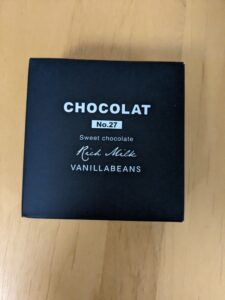 CHOCOLAT
No.27
Sweet chocolate
Rich Milk
VANILLABEANS